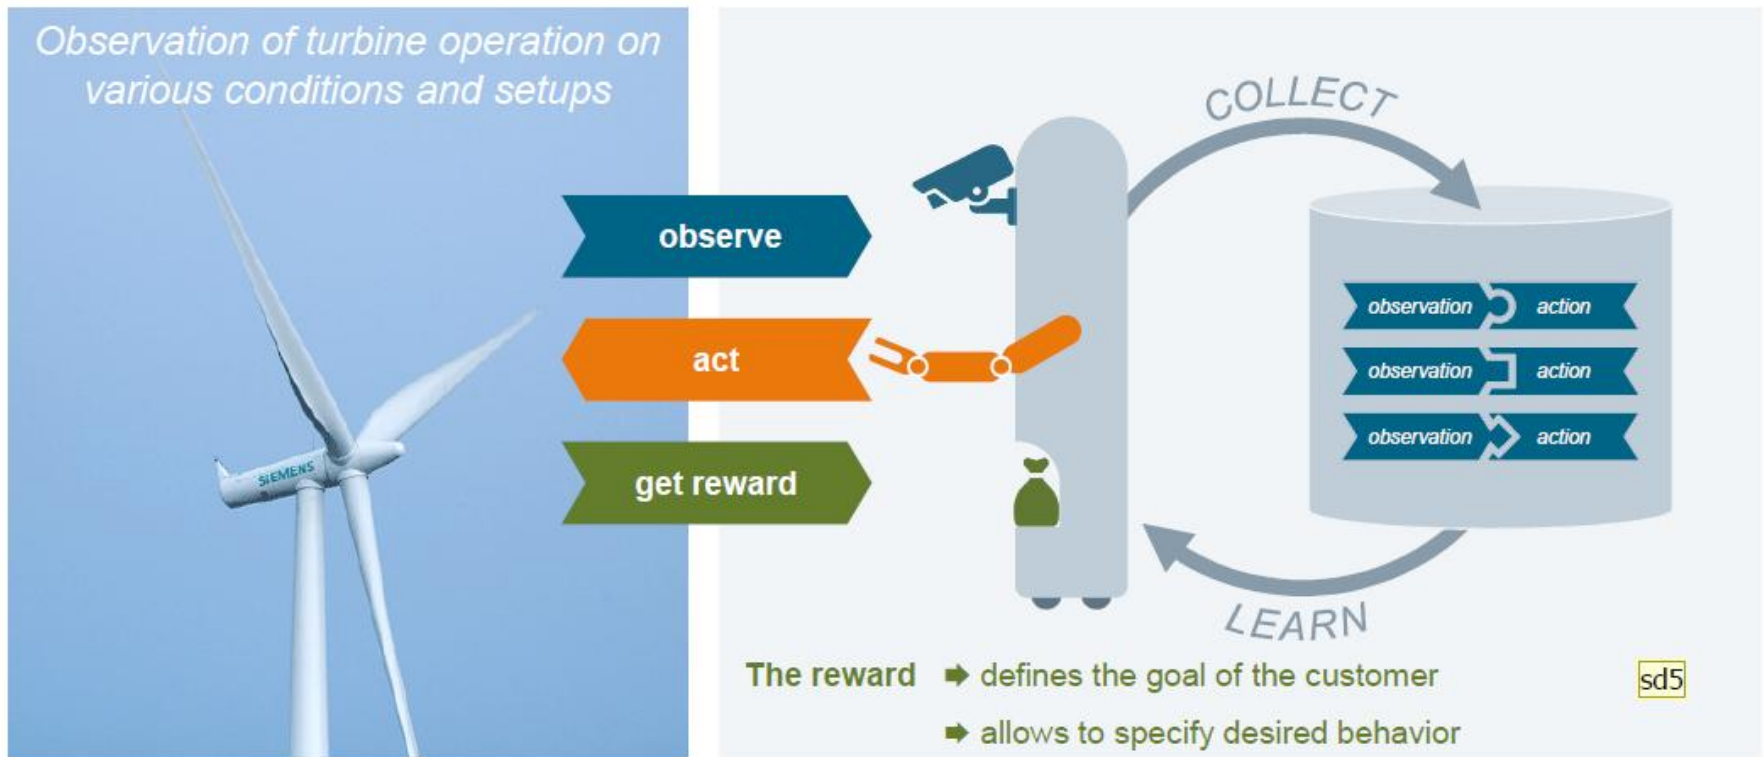 Observation of turbine operation on
various conditions and setups
SIEMENS
observe
act
get reward
COLLECT
observation action
observation action
observation action
LEARN
The reward ➡ defines the goal of the customer
➡ allows to specify desired behavior
sd5